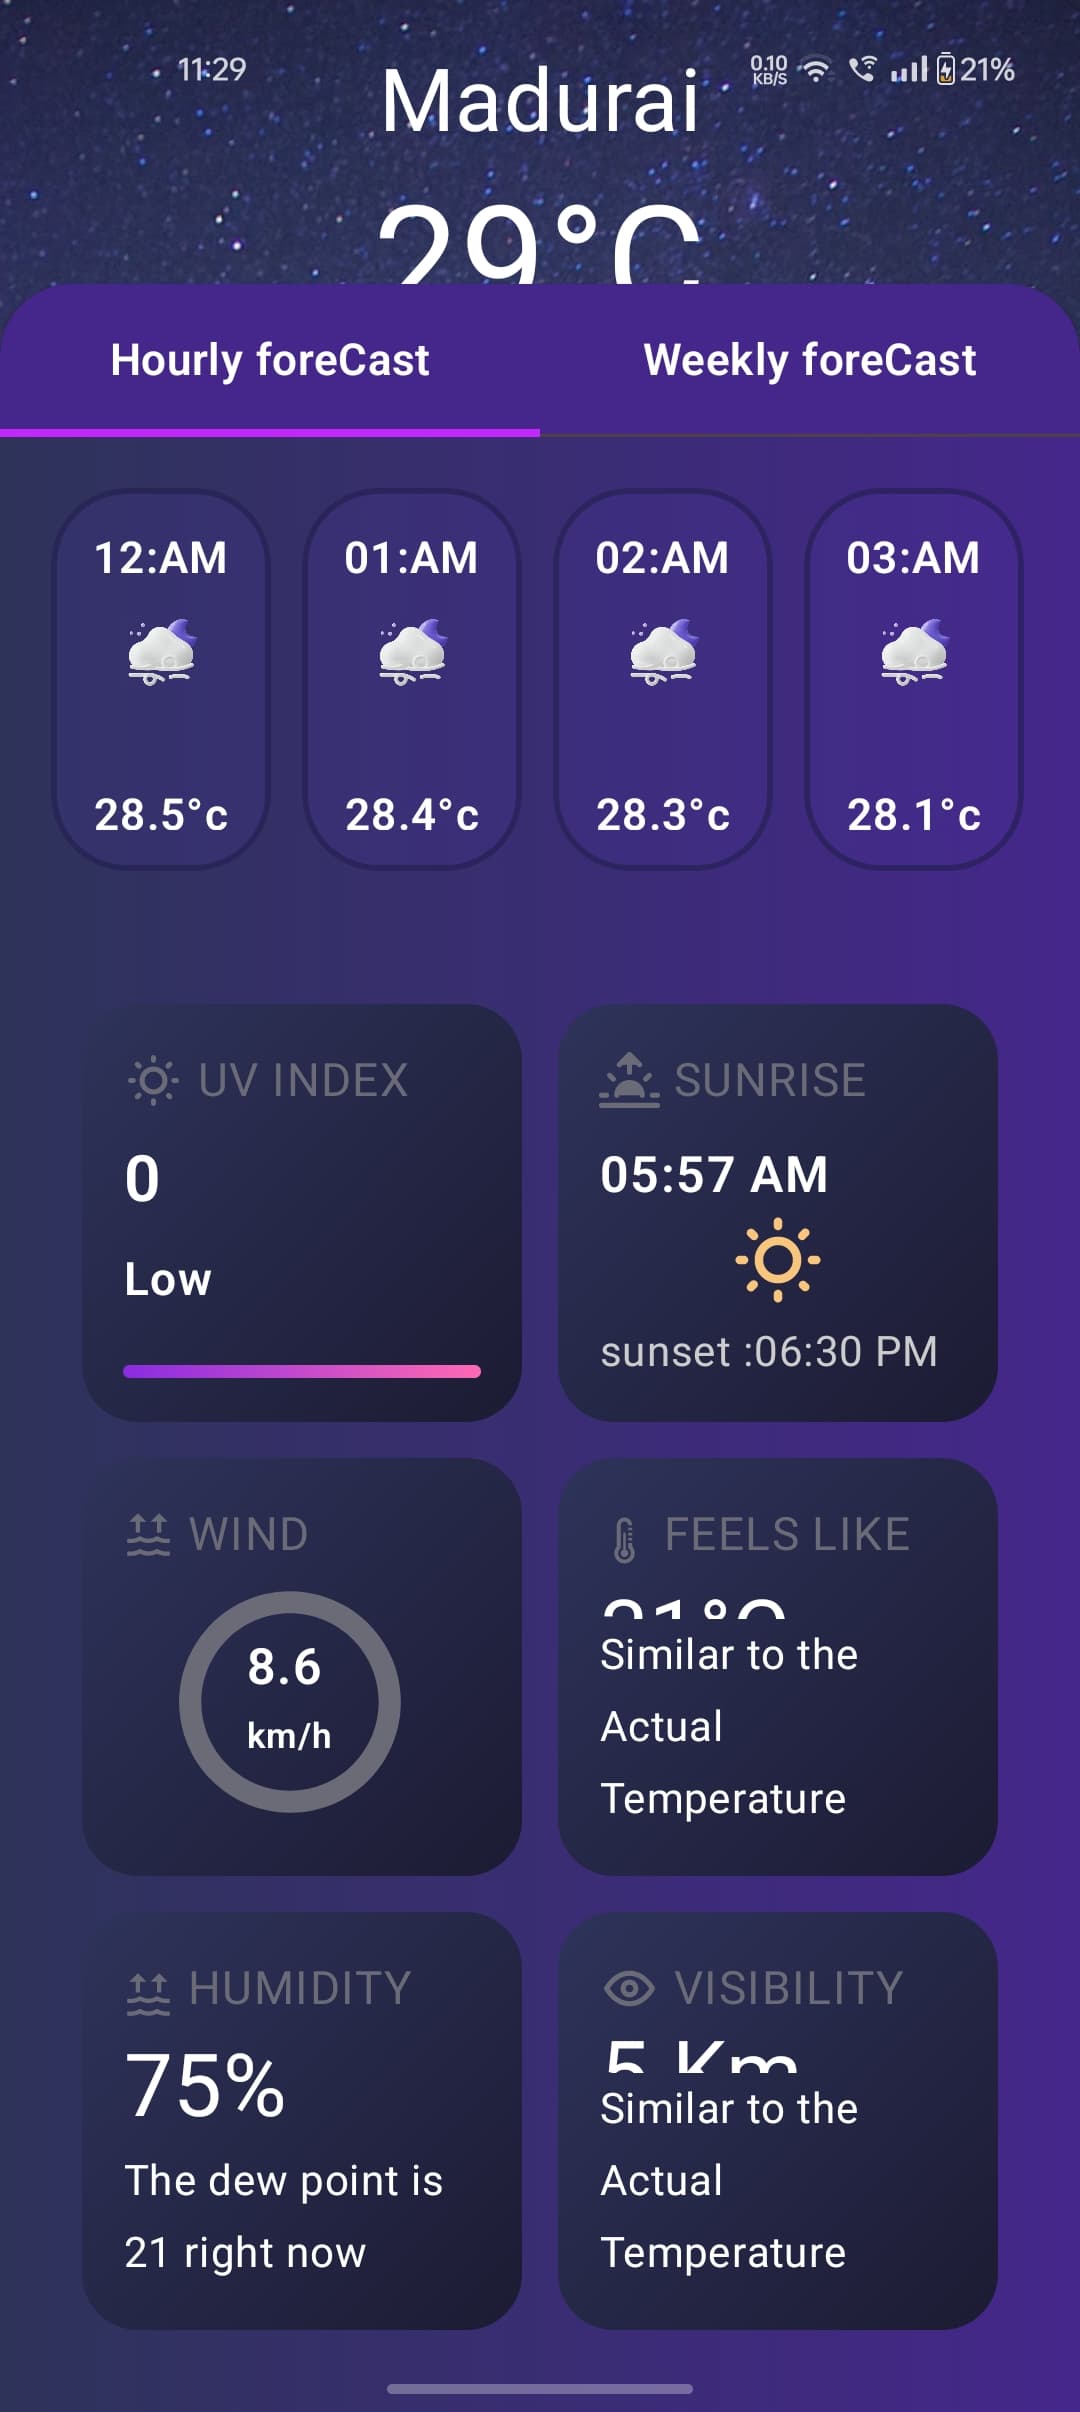 11:29
0.10 KB/S
21%
Madurai
29°C
Hourly foreCast
Weekly foreCast
12:AM
01:AM
02:AM
03:AM
28.5°c
28.4°c
28.3°c
28.1°c
UV INDEX
0
Low
SUNRISE
05:57 AM
sunset :06:30 PM
WIND
8.6
km/h
FEELS LIKE
Similar to the
Actual
Temperature
HUMIDITY
75%
The dew point is
21 right now
VISIBILITY
5 Km
Similar to the
Actual
Temperature